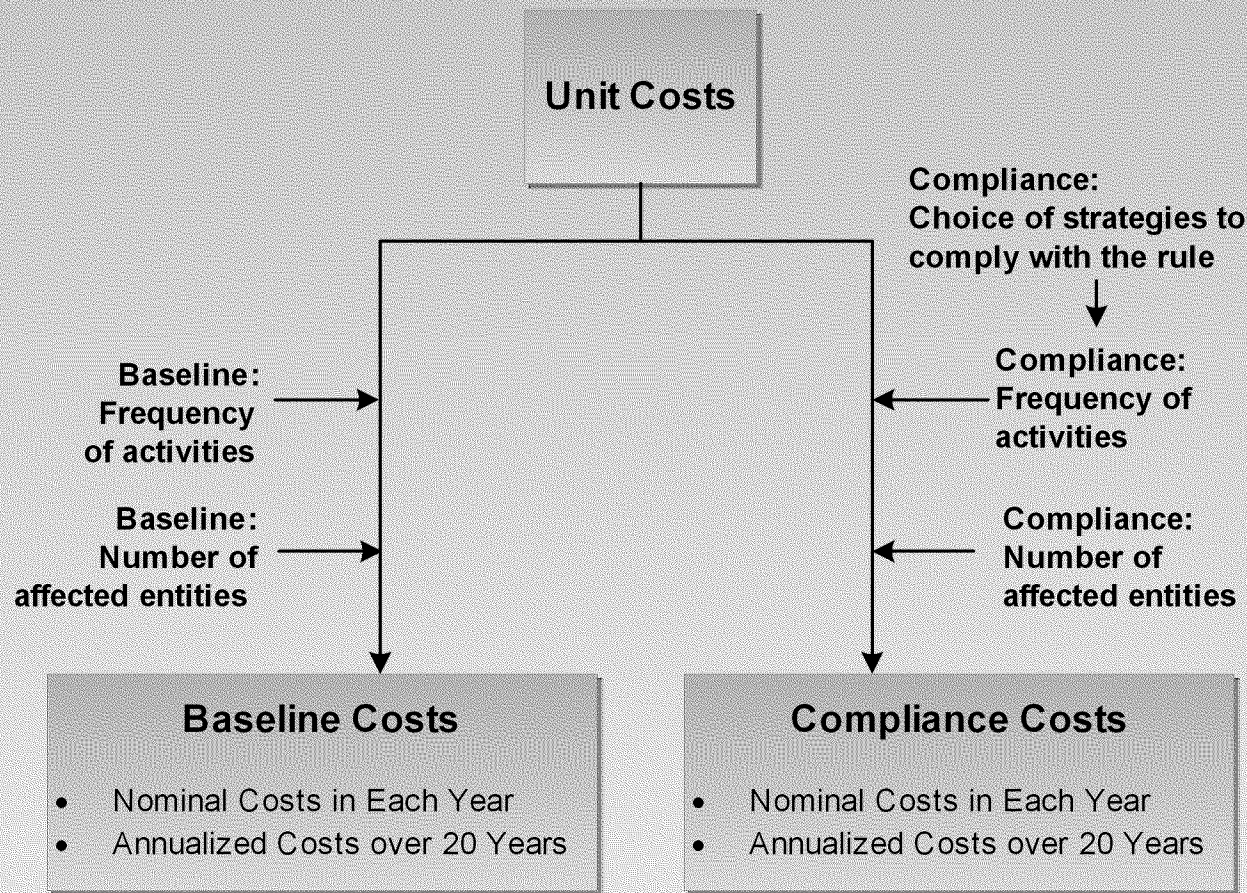 Unit Costs
Compliance:
Choice of strategies to
comply with the rule
Baseline:
Frequency
of activities
Compliance:
Frequency of
activities
Baseline:
Number of
affected entities
Compliance:
Number of
affected entities
Baseline Costs
• Nominal Costs in Each Year
• Annualized Costs over 20 Years
Compliance Costs
• Nominal Costs in Each Year
• Annualized Costs over 20 Years